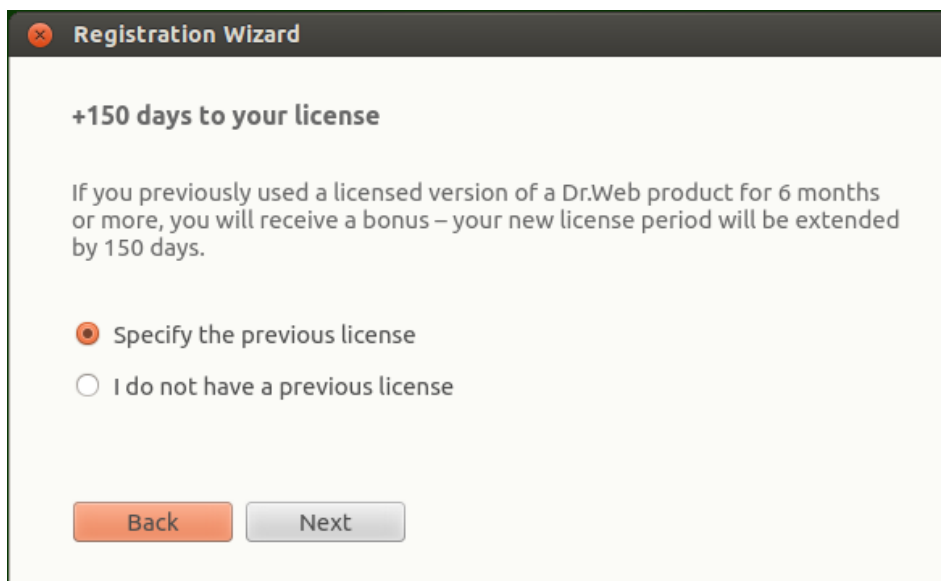 Registration Wizard
+150 days to your license
If you previously used a licensed version of a Dr.Web product for 6 months
or more, you will receive a bonus – your new license period will be extended
by 150 days.
Specify the previous license
I do not have a previous license
Back
Next